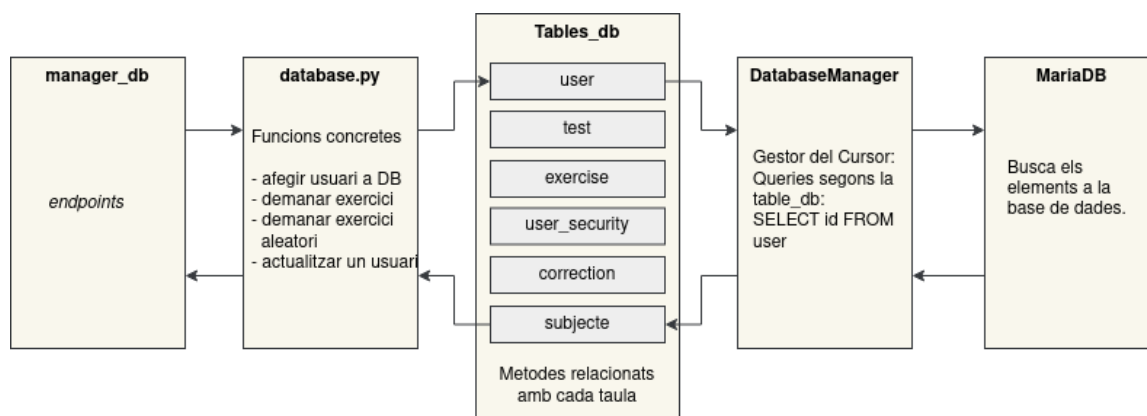 manager_db
endpoints
database.py
Funcions concretes
- afegir usuari a DB
- demanar exercici
- demanar exercici
aleatori
- actualitzar un usuari
Tables_db
user
test
exercise
user_security
correction
subjecte
Metodes relacionats
amb cada taula
DatabaseManager
Gestor del Cursor:
Queries segons la
table_db:
SELECT id FROM
user
MariaDB
Busca els
elements a la
base de dades.